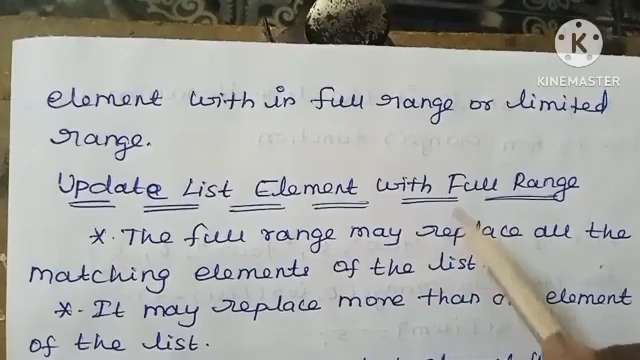 K
KINEMASTER
element with in full range or limited
range.
Update List Element with Full Range
*. The full range may replace all the
matching elements of the list.
*. It may replace more than element
of the list.